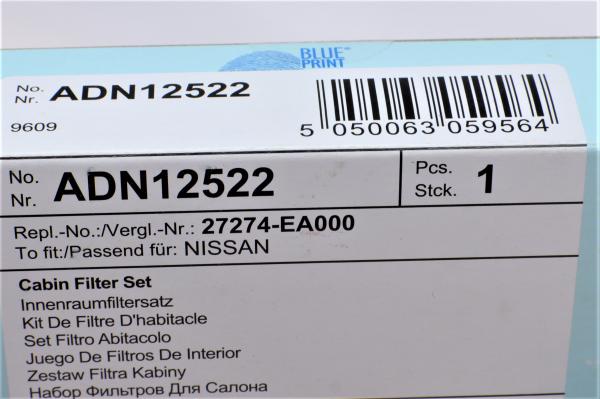 BLUE®
PRINT
No.
Nr. ADN12522
9609
5 050063 059564
No.
Nr. ADN12522
Pcs.
Stck. 1
Repl.-No.:/Vergl.-Nr.: 27274-EA000
To fit:/Passend für: NISSAN
Cabin Filter Set
Innenraumfiltersatz
Kit De Filtre D'habitacle
Set Filtro Abitacolo
Juego De Filtros De Interior
Zestaw Filtra Kabiny
Набор Фильтров Для Салона